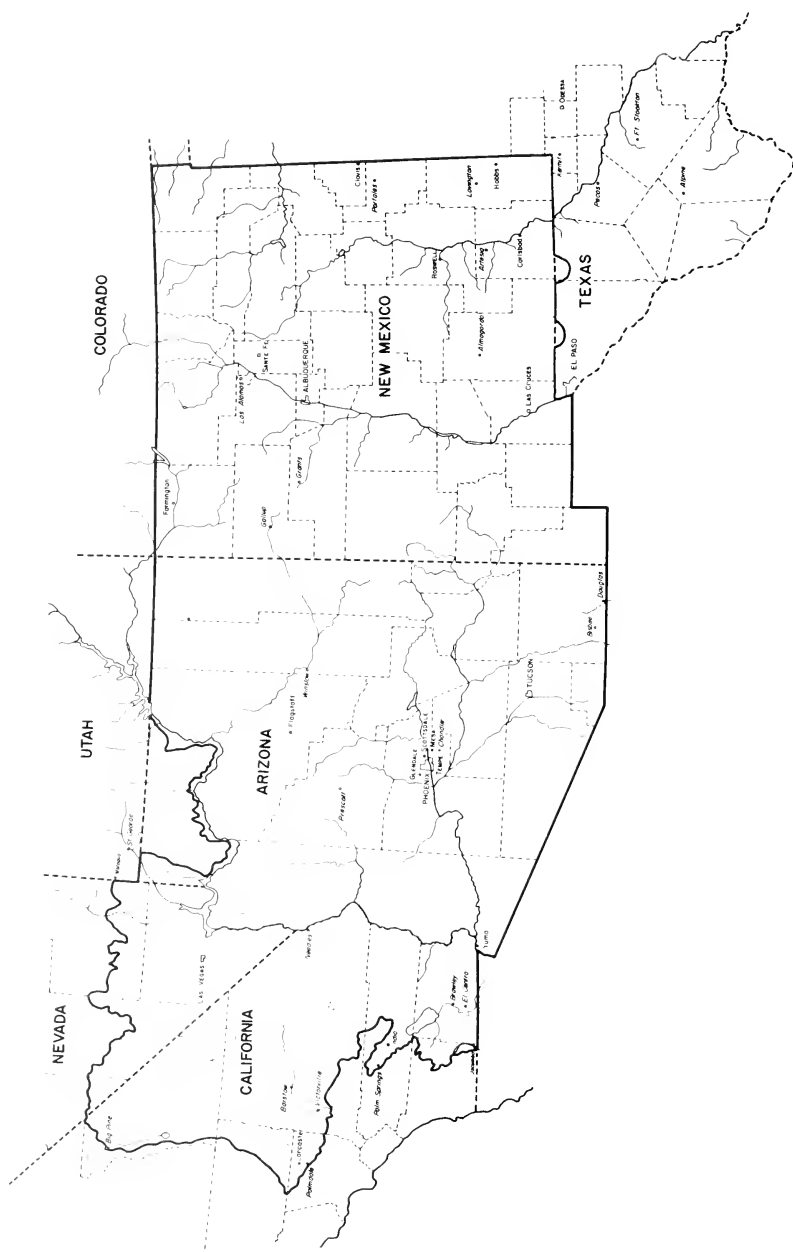 COLORADO
UTAH
NEVADA
CALIFORNIA
ARIZONA
NEW MEXICO
TEXAS
Big Pine
LAS VEGAS
St. George
Needles
Barstow
Victorville
Lancaster
Palmdale
Palm Springs
Indio
Brawley
El Centro
Yuma
Prescott
Flagstaff
Winslow
GLENDALE
SCOTTSDALE
PHOENIX
MESA
TEMPE
Chandler
TUCSON
Bisbee
Douglas
Farmington
Gallup
Grants
Los Alamos
SANTE FE
ALBUQUERQUE
Clovis
Portales
Roswell
Artesia
Lovington
Hobbs
Carlsbad
Alamogordo
LAS CRUCES
EL PASO
ODESSA
Kermit
Pecos
Ft Stockton
Alpine